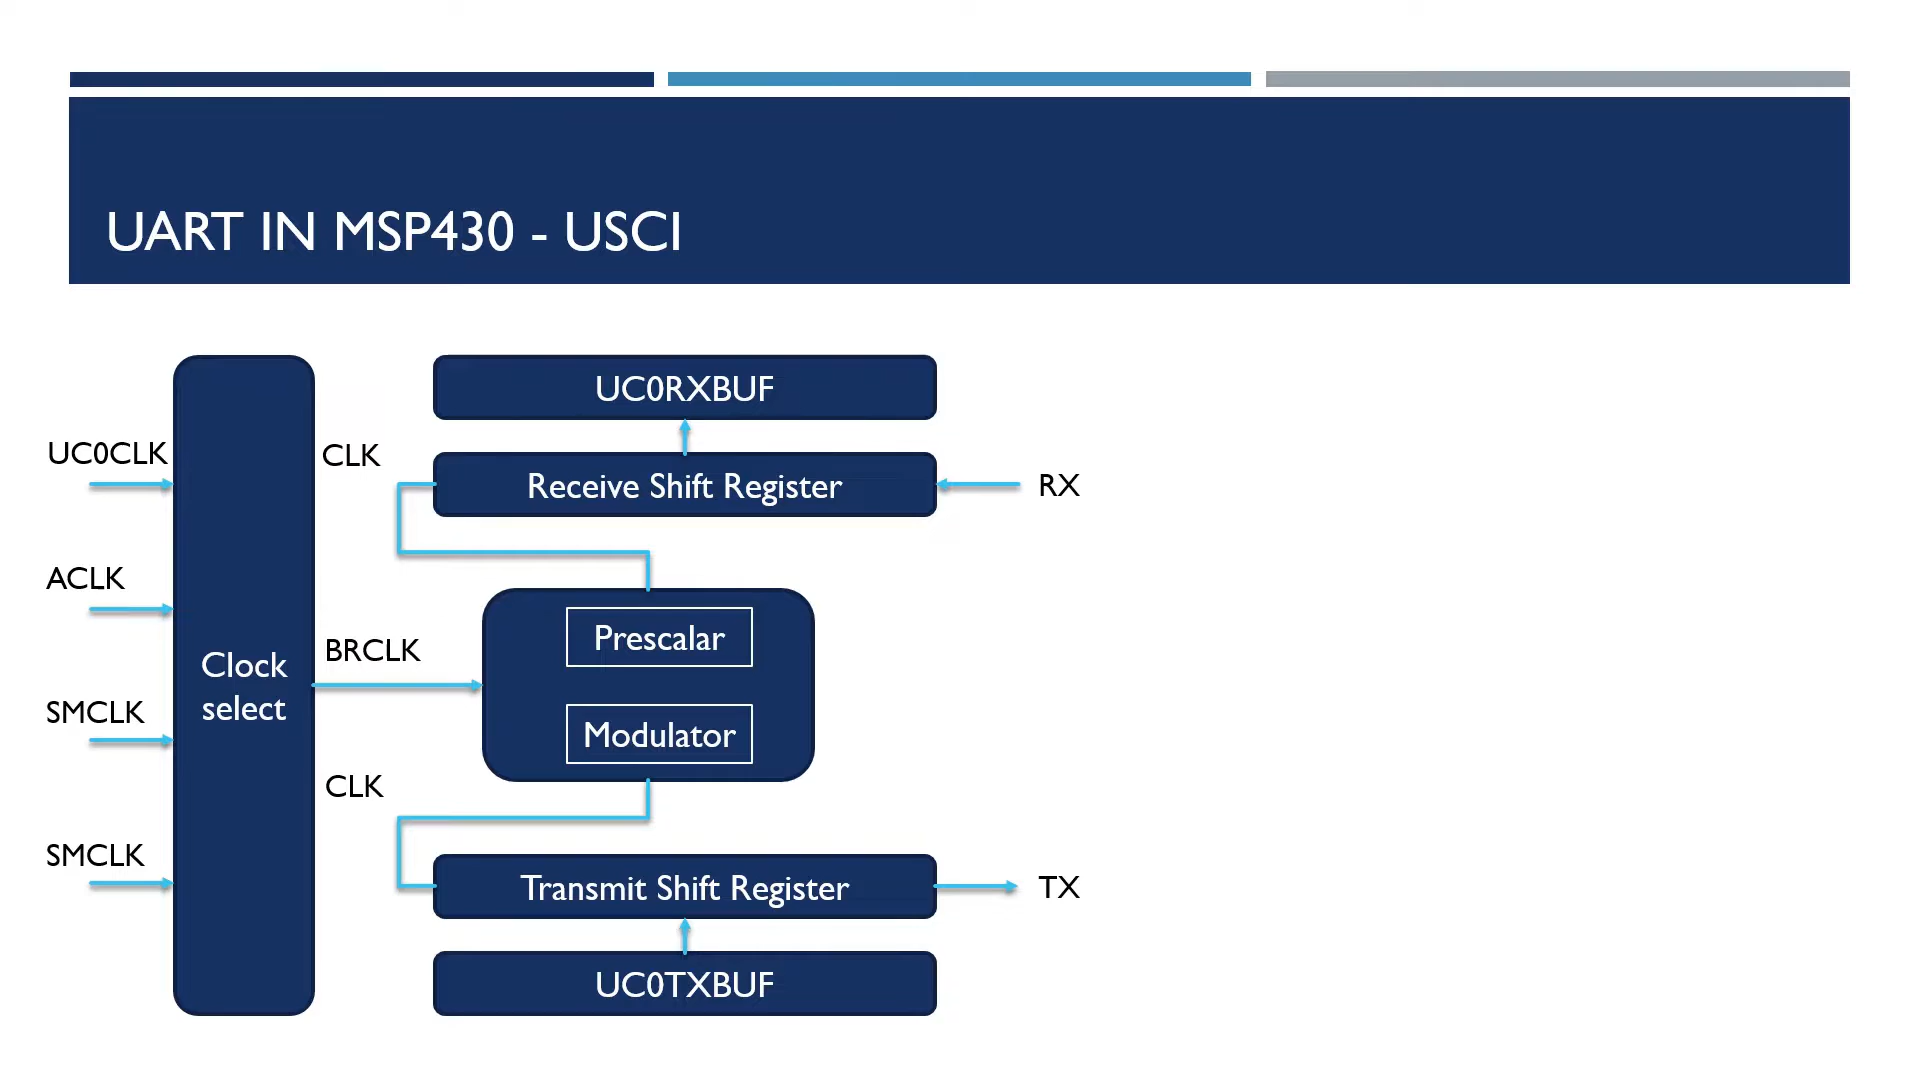 UART IN MSP430 - USCI
UC0RXBUF
UC0CLK
CLK
Receive Shift Register
RX
ACLK
Prescalar
BRCLK
Clock
select
SMCLK
Modulator
CLK
SMCLK
Transmit Shift Register
TX
UC0TXBUF